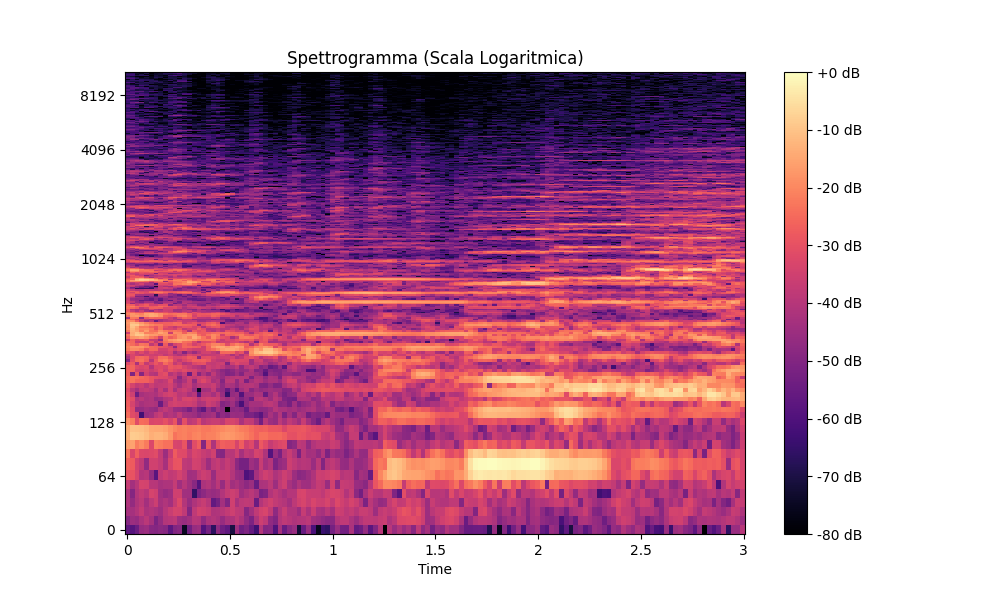 Spettrogramma (Scala Logaritmica)
Hz
8192
4096
2048
1024
512
256
128
64
0
0
0.5
1
1.5
2
2.5
3
Time
+0 dB
-10 dB
-20 dB
-30 dB
-40 dB
-50 dB
-60 dB
-70 dB
-80 dB